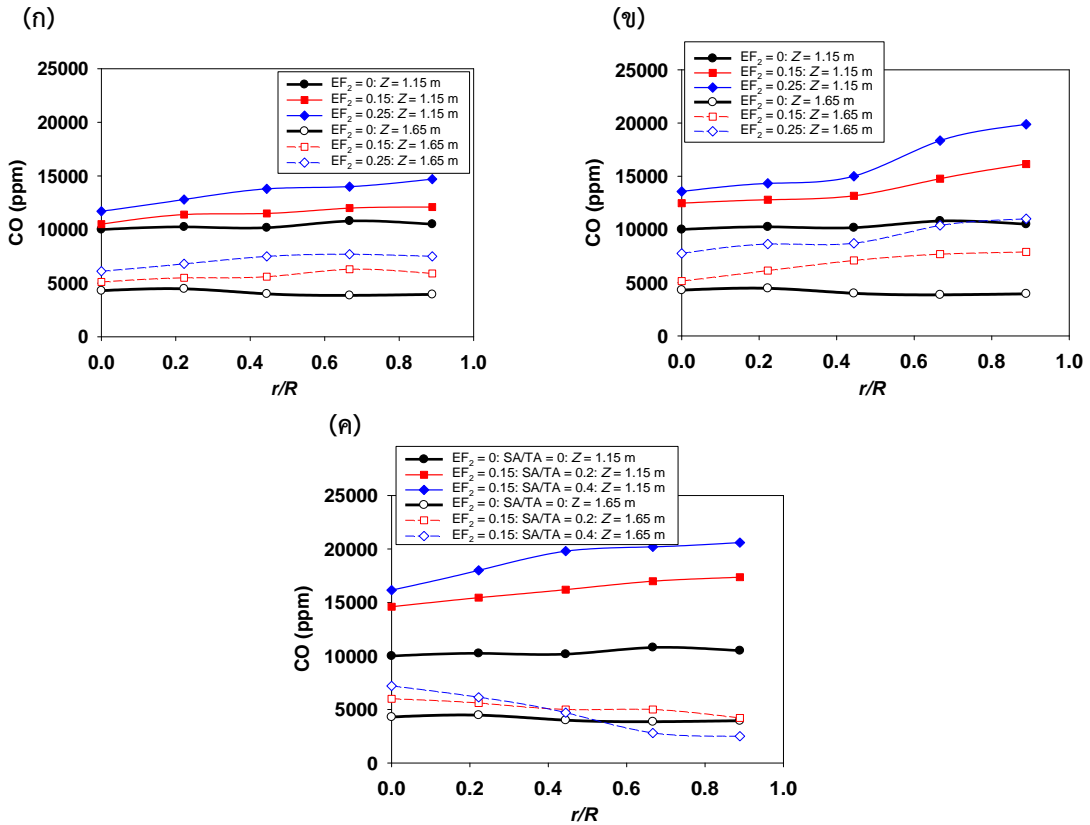 (ก)
EF2 = 0: Z = 1.15 m
EF2 = 0.15: Z = 1.15 m
EF2 = 0.25: Z = 1.15 m
EF2 = 0: Z = 1.65 m
EF2 = 0.15: Z = 1.65 m
EF2 = 0.25: Z = 1.65 m
25000
20000
15000
10000
5000
0
CO (ppm)
0.0 0.2 0.4 0.6 0.8 1.0
r/R
(ข)
EF2 = 0: Z = 1.15 m
EF2 = 0.15: Z = 1.15 m
EF2 = 0.25: Z = 1.15 m
EF2 = 0: Z = 1.65 m
EF2 = 0.15: Z = 1.65 m
EF2 = 0.25: Z = 1.65 m
25000
20000
15000
10000
5000
0
CO (ppm)
0.0 0.2 0.4 0.6 0.8 1.0
r/R
(ค)
EF2 = 0: SA/TA = 0: Z = 1.15 m
EF2 = 0.15: SA/TA = 0.2: Z = 1.15 m
EF2 = 0.15: SA/TA = 0.4: Z = 1.15 m
EF2 = 0: SA/TA = 0: Z = 1.65 m
EF2 = 0.15: SA/TA = 0.2: Z = 1.65 m
EF2 = 0.15: SA/TA = 0.4: Z = 1.65 m
25000
20000
15000
10000
5000
0
CO (ppm)
0.0 0.2 0.4 0.6 0.8 1.0
r/R